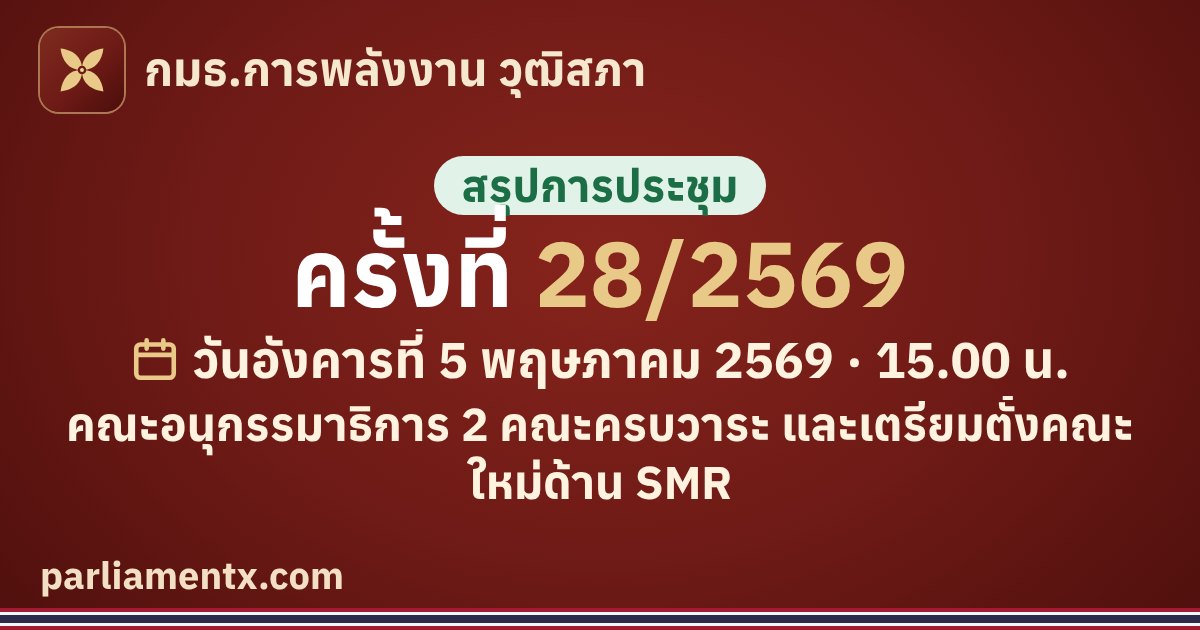 กมธ.การพลังงาน วุฒิสภา
สรุปการประชุม
ครั้งที่ 28/2569
วันอังคารที่ 5 พฤษภาคม 2569 · 15.00 น.
คณะอนุกรรมาธิการ 2 คณะครบวาระ และเตรียมตั้งคณะ
ใหม่ด้าน SMR
parliamentx.com